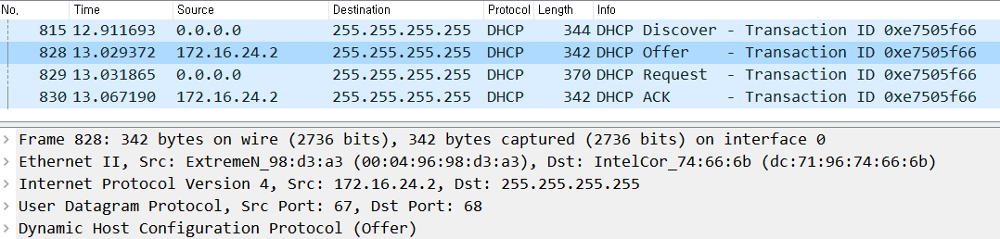 No. Time Source Destination Protocol Length Info
815 12.911693 0.0.0.0 255.255.255.255 DHCP 344 DHCP Discover - Transaction ID 0xe7505f66
828 13.029372 172.16.24.2 255.255.255.255 DHCP 342 DHCP Offer - Transaction ID 0xe7505f66
829 13.031865 0.0.0.0 255.255.255.255 DHCP 370 DHCP Request - Transaction ID 0xe7505f66
830 13.067190 172.16.24.2 255.255.255.255 DHCP 342 DHCP ACK - Transaction ID 0xe7505f66
Frame 828: 342 bytes on wire (2736 bits), 342 bytes captured (2736 bits) on interface 0
Ethernet II, Src: ExtremeN_98:d3:a3 (00:04:96:98:d3:a3), Dst: IntelCor_74:66:6b (dc:71:96:74:66:6b)
Internet Protocol Version 4, Src: 172.16.24.2, Dst: 255.255.255.255
User Datagram Protocol, Src Port: 67, Dst Port: 68
Dynamic Host Configuration Protocol (Offer)